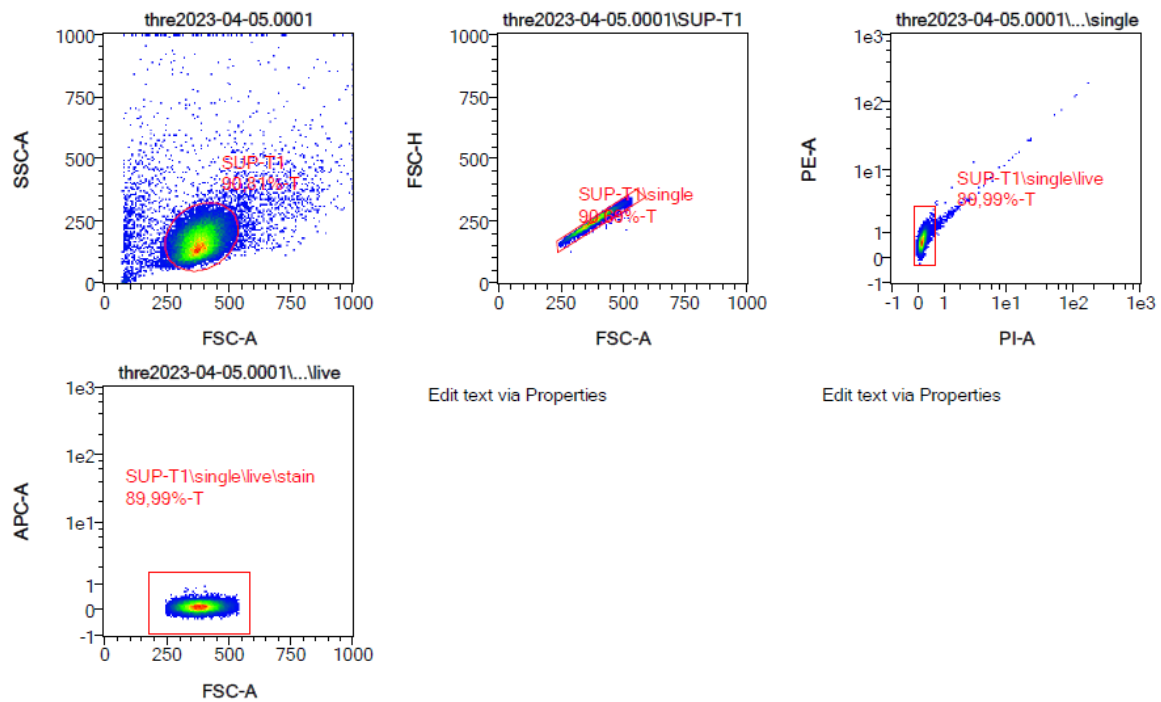 thre2023-04-05.0001
1000
750
500
250
0
SSC-A
SUP-T1
0 250 500 750 1000
FSC-A
thre2023-04-05.0001\SUP-T1
1000
750
500
250
0
FSC-H
SUP-T1\single
0 250 500 750 1000
FSC-A
thre2023-04-05.0001\...\single
1e3
1e2
1e1
1
0
-1
PE-A
SUP-T1\single\live
89,99%-T
-1 0 1 1e1 1e2 1e3
PI-A
thre2023-04-05.0001\...\live
1e3
1e2
1e1
1
0
-1
APC-A
SUP-T1\single\live\stain
89,99%-T
0 250 500 750 1000
FSC-A
Edit text via Properties
Edit text via Properties